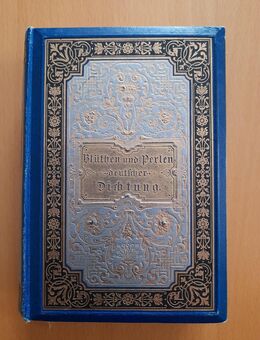 Blüthen und Perlen
deutscher
Dichtung.